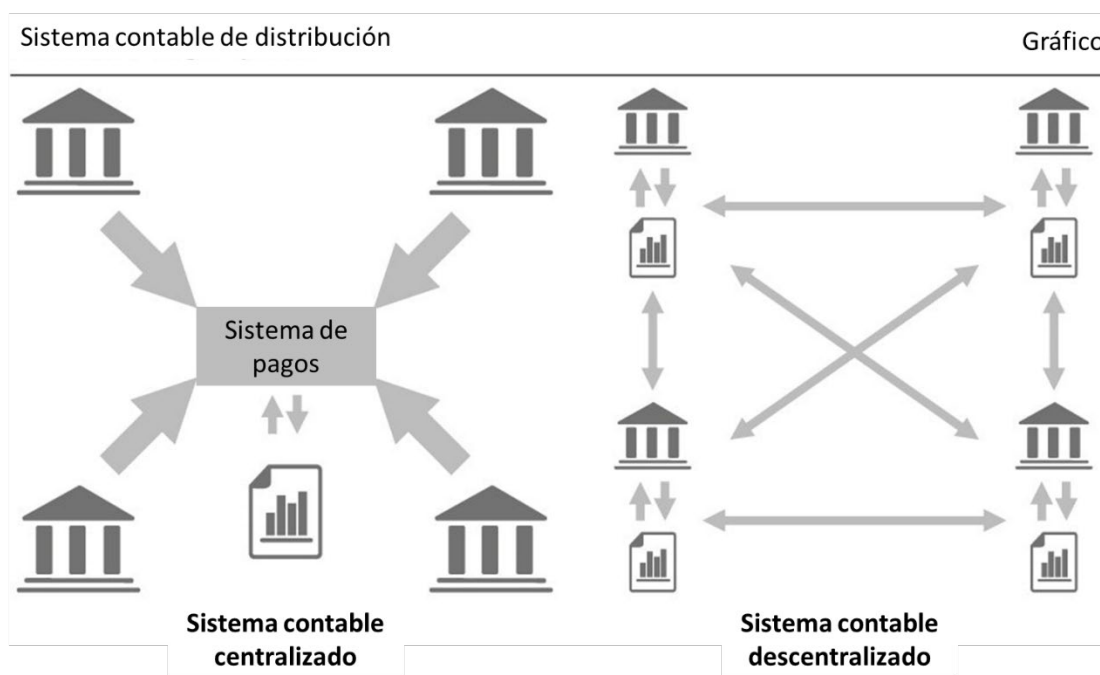 Sistema contable de distribución
Gráfico
Sistema de
pagos
Sistema contable
centralizado
Sistema contable
descentralizado